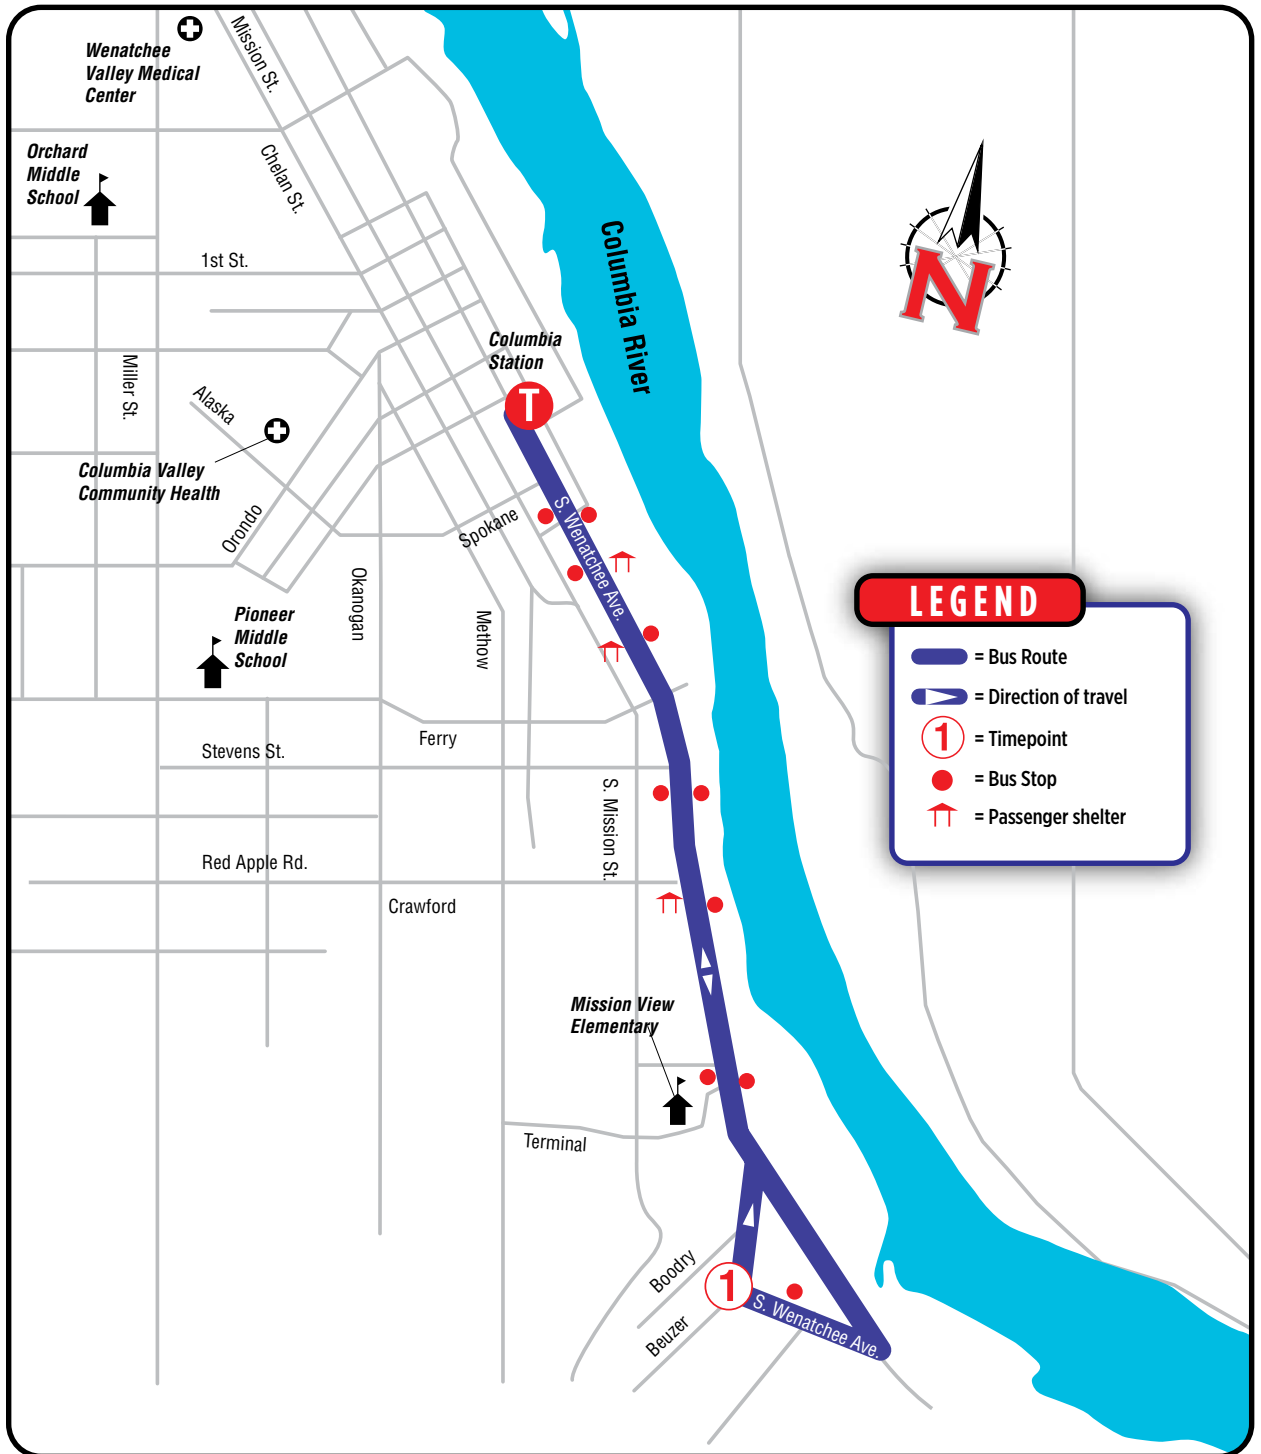 Wenatchee
Valley Medical
Center
Mission St.
Orchard
Middle
School
Chelan St.
1st St.
Columbia River
N
Columbia
Station
T
Miller St.
Alaska
Columbia Valley
Community Health
Orondo
Spokane
S. Wenatchee Ave.
Okanogan
Methow
Pioneer
Middle
School
LEGEND
= Bus Route
= Direction of travel
1 = Timepoint
= Bus Stop
= Passenger shelter
Ferry
Stevens St.
S. Mission St.
Red Apple Rd.
Crawford
Mission View
Elementary
Terminal
Boodry
1
S. Wenatchee Ave.
Beuzer